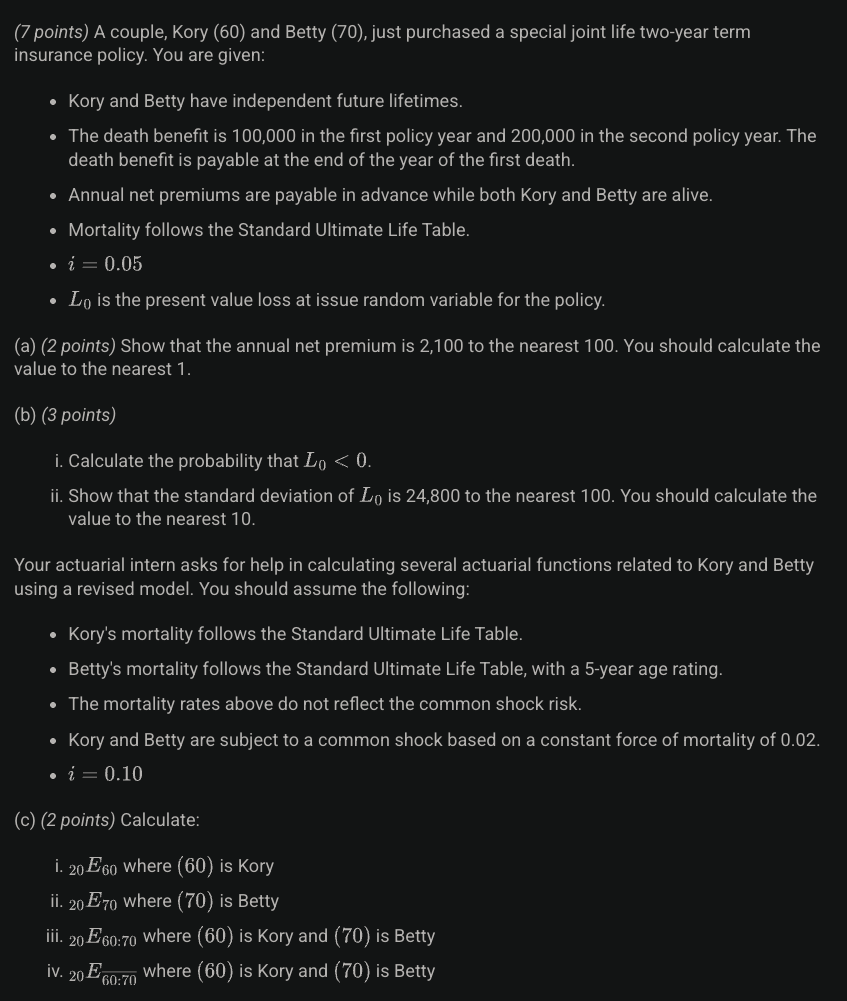 (7 points) A couple, Kory (60) and Betty (70), just purchased a special joint life two-year term
insurance policy. You are given:
• Kory and Betty have independent future lifetimes.
• The death benefit is 100,000 in the first policy year and 200,000 in the second policy year. The
death benefit is payable at the end of the year of the first death.
• Annual net premiums are payable in advance while both Kory and Betty are alive.
• Mortality follows the Standard Ultimate Life Table.
• $i = 0.05$
• $L_0$ is the present value loss at issue random variable for the policy.
(a) (2 points) Show that the annual net premium is 2,100 to the nearest 100. You should calculate the
value to the nearest 1.
(b) (3 points)
i. Calculate the probability that $L_0 < 0$.
ii. Show that the standard deviation of $L_0$ is 24,800 to the nearest 100. You should calculate the
value to the nearest 10.
Your actuarial intern asks for help in calculating several actuarial functions related to Kory and Betty
using a revised model. You should assume the following:
• Kory's mortality follows the Standard Ultimate Life Table.
• Betty's mortality follows the Standard Ultimate Life Table, with a 5-year age rating.
• The mortality rates above do not reflect the common shock risk.
• Kory and Betty are subject to a common shock based on a constant force of mortality of 0.02.
• $i = 0.10$
(c) (2 points) Calculate:
i. ${}_{20}E_{60}$ where $(60)$ is Kory
ii. ${}_{20}E_{70}$ where $(70)$ is Betty
iii. ${}_{20}E_{60:70}$ where $(60)$ is Kory and $(70)$ is Betty
iv. ${}_{20}E_{\overline{60:70}}$ where $(60)$ is Kory and $(70)$ is Betty